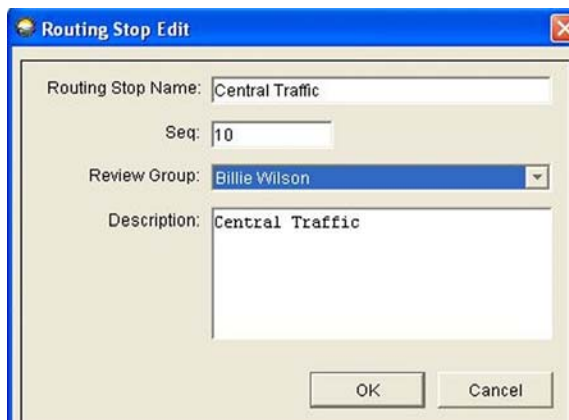 Routing Stop Edit
Routing Stop Name: Central Traffic
Seq: 10
Review Group: Billie Wilson
Description: Central Traffic
OK Cancel